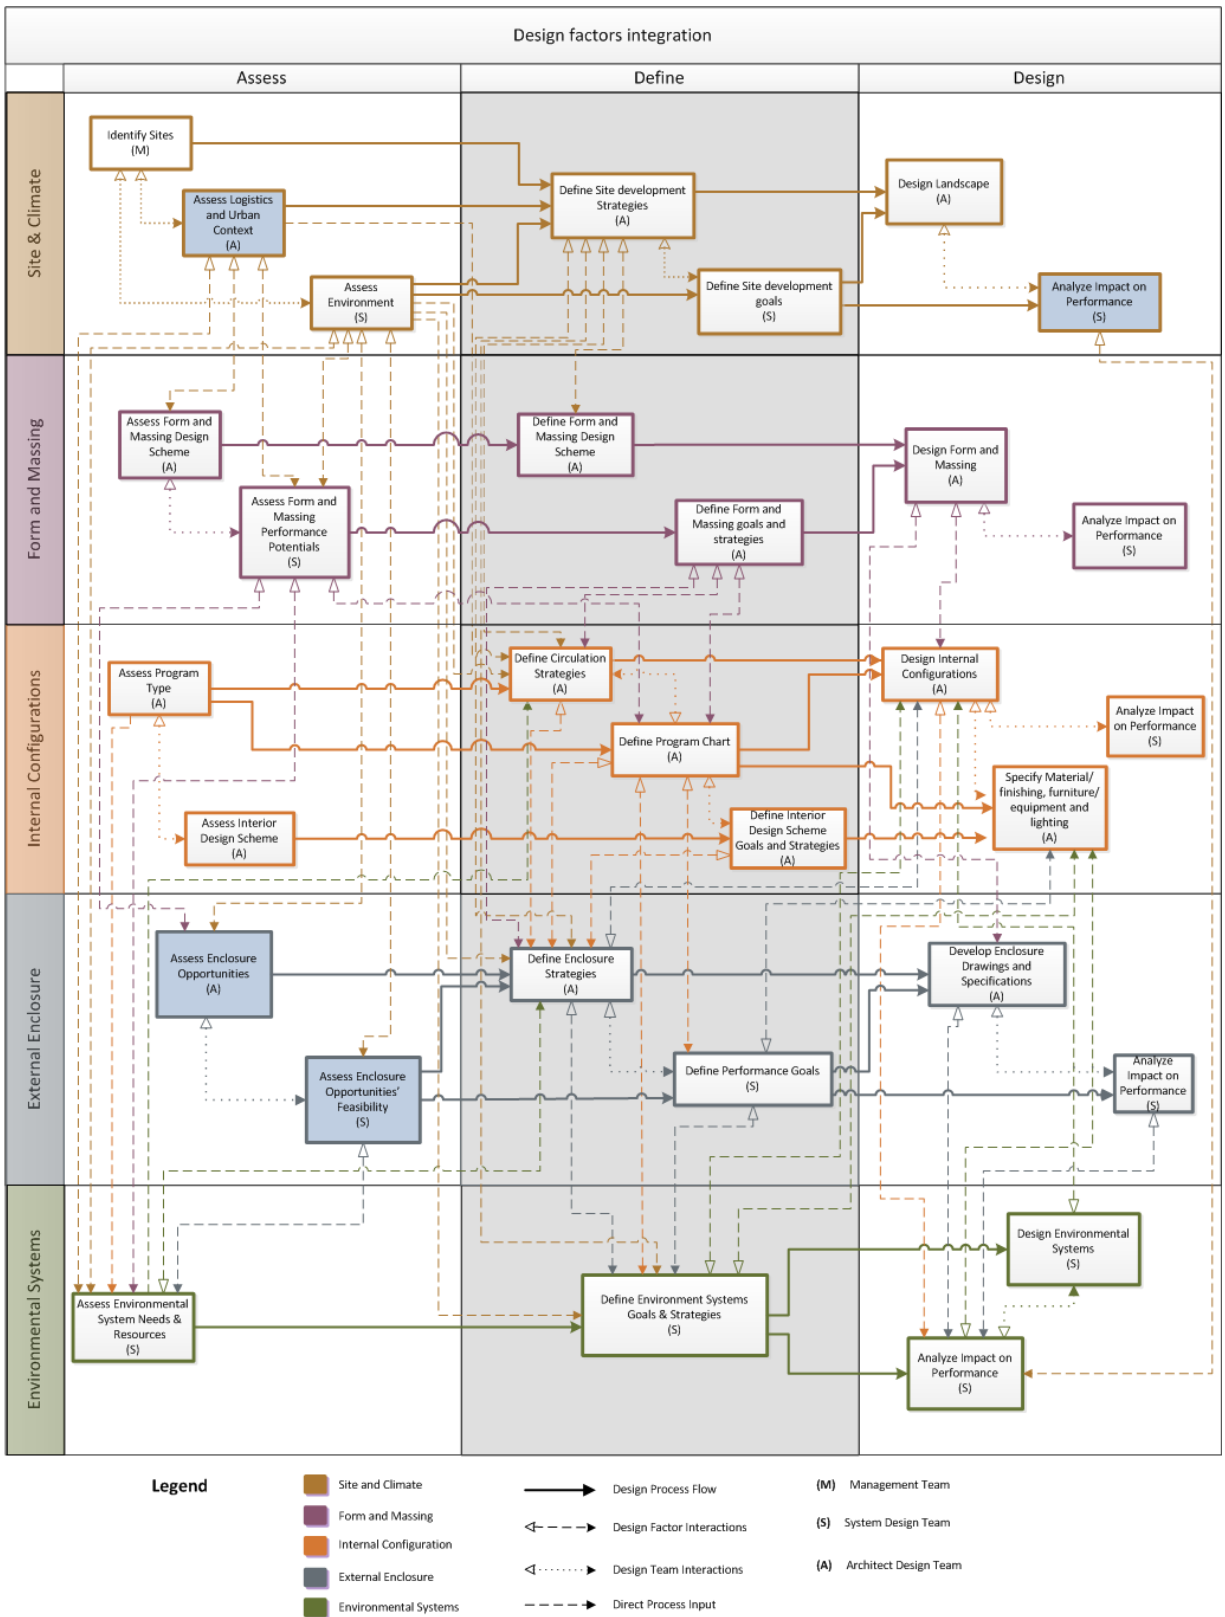 Design factors integration
Assess
Define
Design
Site & Climate
Identify Sites
(M)
Assess Logistics
and Urban
Context
(A)
Assess
Environment
(S)
Define Site development
Strategies
(A)
Define Site development
goals
(S)
Design Landscape
(A)
Analyze Impact on
Performance
(S)
Form and Massing
Assess Form and
Massing Design
Scheme
(A)
Assess Form and
Massing
Performance
Potentials
(S)
Define Form and
Massing Design
Scheme
(A)
Define Form and
Massing goals and
strategies
(A)
Design Form and
Massing
(A)
Analyze Impact on
Performance
(S)
Internal Configurations
Assess Program
Type
(A)
Assess Interior
Design Scheme
(A)
Define Circulation
Strategies
(A)
Define Program Chart
(A)
Define Interior
Design Scheme
Goals and Strategies
(A)
Design Internal
Configurations
(A)
Analyze Impact
on Performance
(S)
Specify Material/
finishing, furniture/
equipment and
lighting
(A)
External Enclosure
Assess Enclosure
Opportunities
(A)
Assess Enclosure
Opportunities'
Feasibility
(S)
Define Enclosure
Strategies
(A)
Define Performance Goals
(S)
Develop Enclosure
Drawings and
Specifications
(A)
Analyze
Impact on
Performance
(S)
Environmental Systems
Assess Environmental
System Needs &
Resources
(S)
Define Environment Systems
Goals & Strategies
(S)
Design Environmental
Systems
(S)
Analyze Impact on
Performance
(S)
Legend
Site and Climate
Form and Massing
Internal Configuration
External Enclosure
Environmental Systems
Design Process Flow
Design Factor Interactions
Design Team Interactions
Direct Process Input
(M) Management Team
(S) System Design Team
(A) Architect Design Team